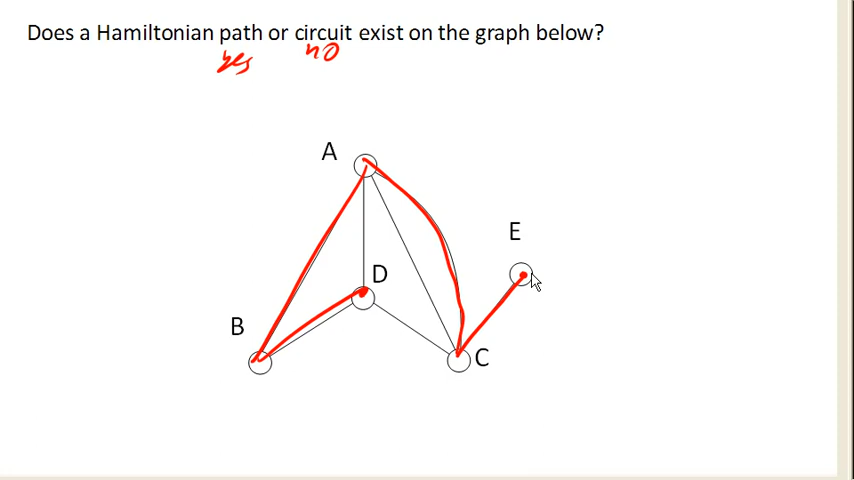 Does a Hamiltonian path or circuit exist on the graph below?
yes no
A
E
D
B
C